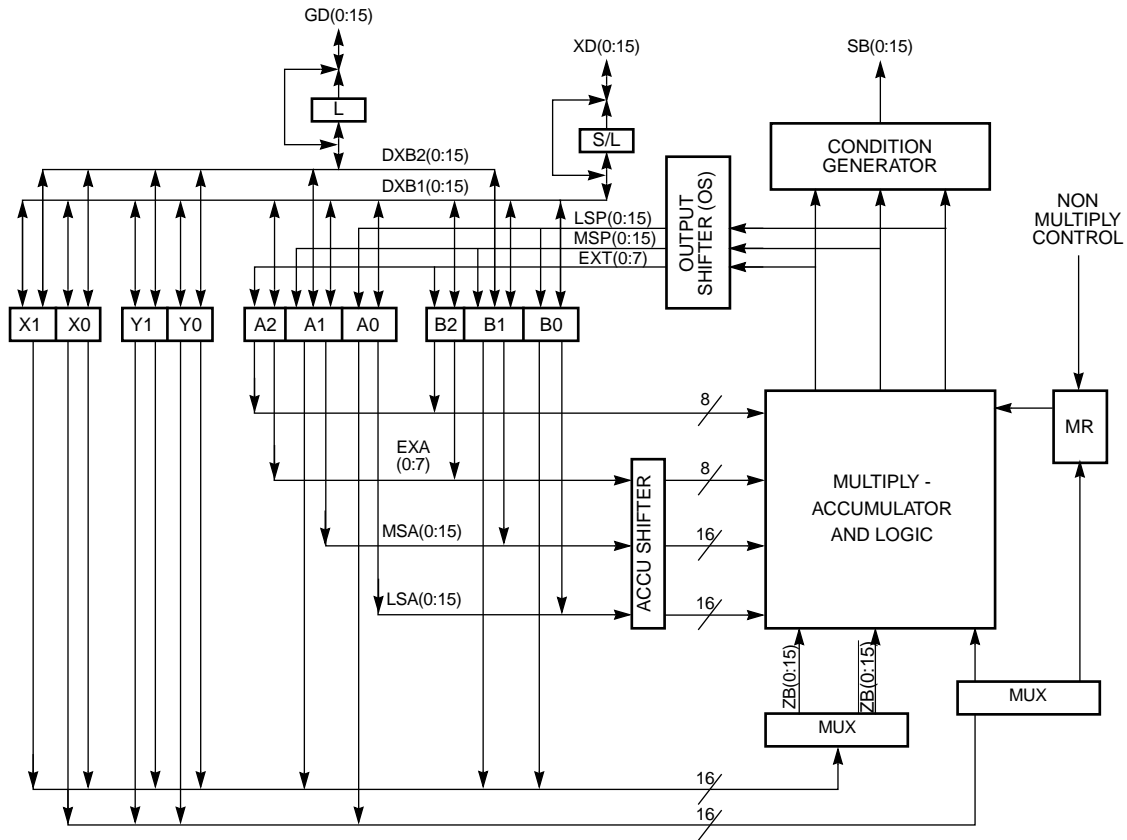 GD(0:15)
XD(0:15)
SB(0:15)
L
S/L
CONDITION
GENERATOR
DXB2(0:15)
DXB1(0:15)
LSP(0:15)
MSP(0:15)
EXT(0:7)
OUTPUT
SHIFTER (OS)
NON
MULTIPLY
CONTROL
X1 X0 Y1 Y0 A2 A1 A0 B2 B1 B0
8
MR
EXA
(0:7)
8
MULTIPLY -
ACCUMULATOR
AND LOGIC
MSA(0:15)
16
ACCU SHIFTER
LSA(0:15)
16
ZB(0:15)
ZB(0:15)
MUX
MUX
16
16